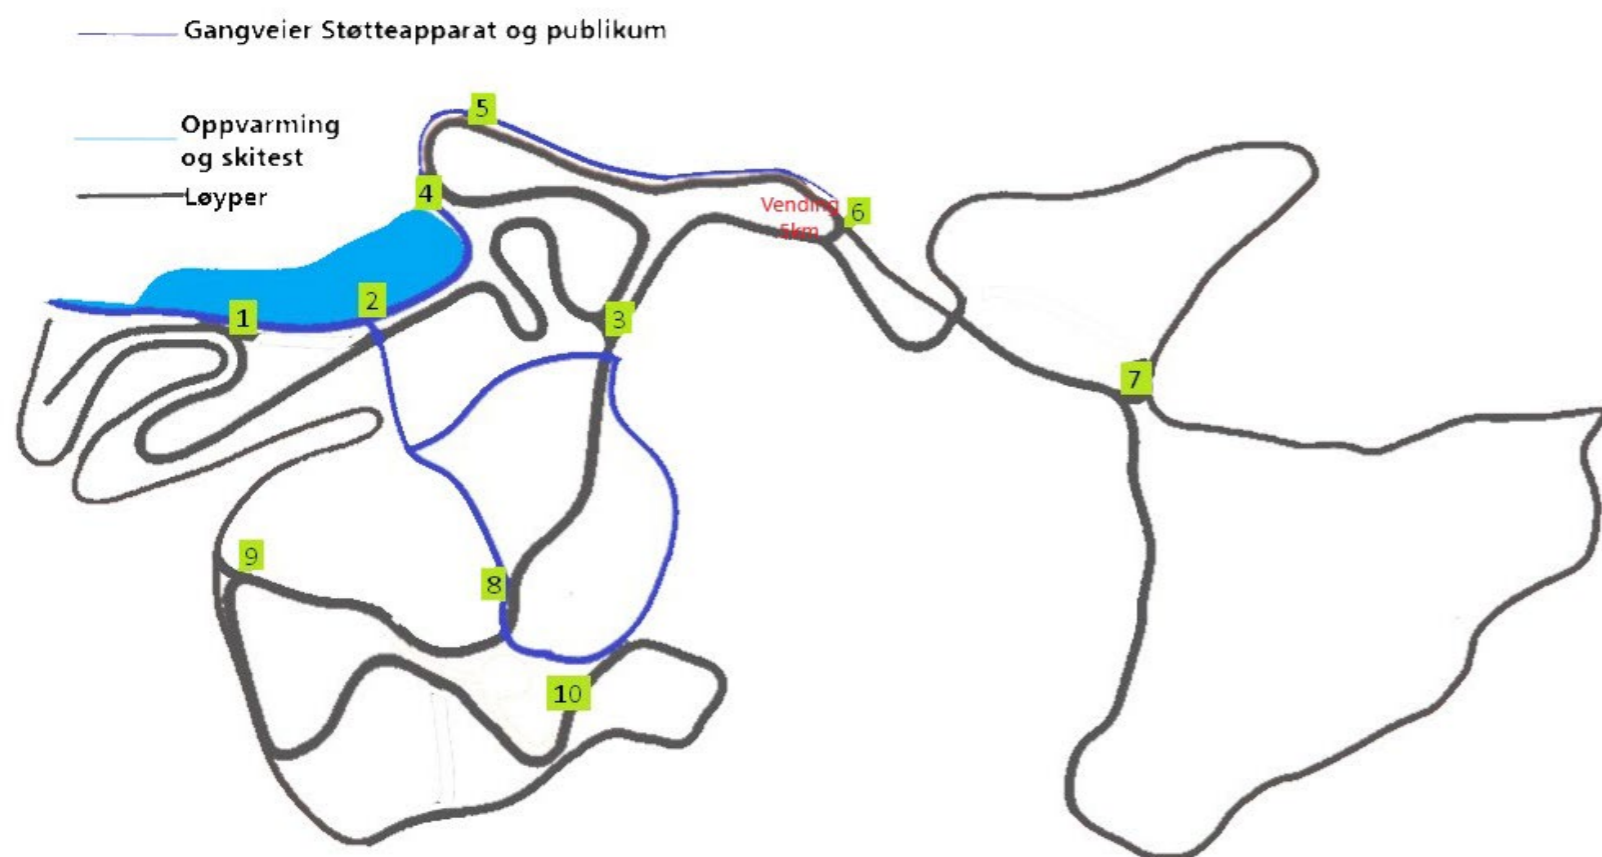 Gangveier Støtteapparat og publikum
Oppvarming
og skitest
Løyper
5
4
Vending
5km
6
2
1
3
7
9
8
10